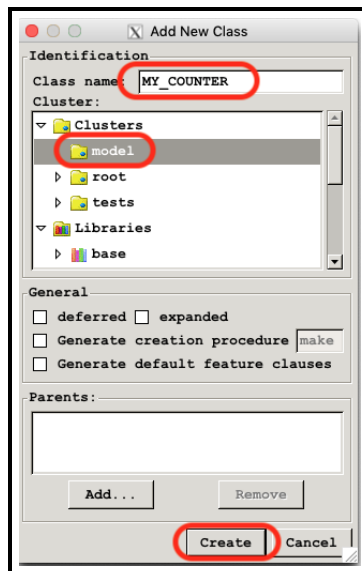 Add New Class
Identification
Class name: MY_COUNTER
Cluster:
Clusters
model
root
tests
Libraries
base
General
deferred expanded
Generate creation procedure make
Generate default feature clauses
Parents:
Add... Remove
Create Cancel